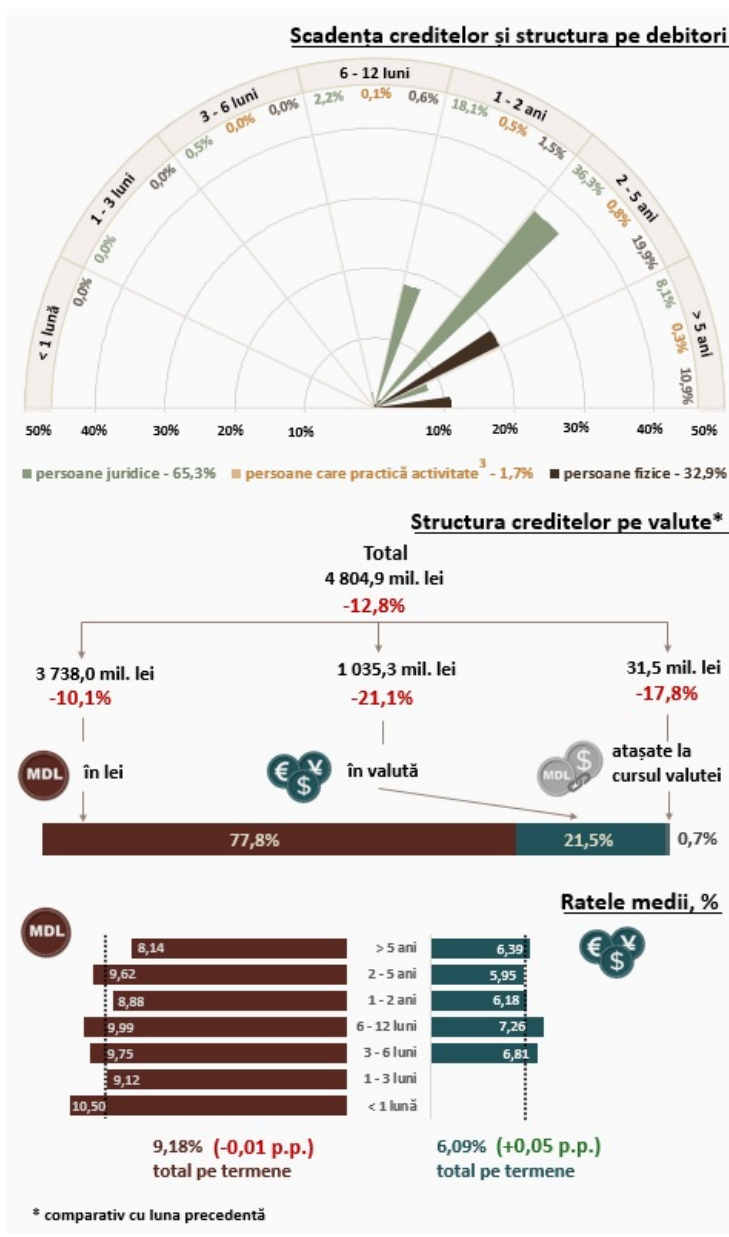 Scadența creditelor și structura pe debitori
< 1 lună
0,0%
1 - 3 luni
0,0%
0,0%
3 - 6 luni
0,5%
0,0%
0,0%
6 - 12 luni
2,2%
0,1%
0,6%
1 - 2 ani
18,1%
0,5%
1,5%
2 - 5 ani
36,3%
0,8%
19,9%
> 5 ani
8,1%
0,3%
10,9%
50% 40% 30% 20% 10% 10% 20% 30% 40% 50%
persoane juridice - 65,3% persoane care practică activitate³ - 1,7% persoane fizice - 32,9%
Structura creditelor pe valute*
Total
4 804,9 mil. lei
-12,8%
3 738,0 mil. lei
-10,1%
1 035,3 mil. lei
-21,1%
31,5 mil. lei
-17,8%
MDL în lei
€ ¥ $ în valută
MDL $ atașate la
cursul valutei
77,8% 21,5% 0,7%
Ratele medii, %
MDL
€ ¥ $
8,14 > 5 ani 6,39
9,62 2 - 5 ani 5,95
8,88 1 - 2 ani 6,18
9,99 6 - 12 luni 7,26
9,75 3 - 6 luni 6,81
9,12 1 - 3 luni
10,50 < 1 lună
9,18% (-0,01 p.p.)
total pe termene
6,09% (+0,05 p.p.)
total pe termene
* comparativ cu luna precedentă